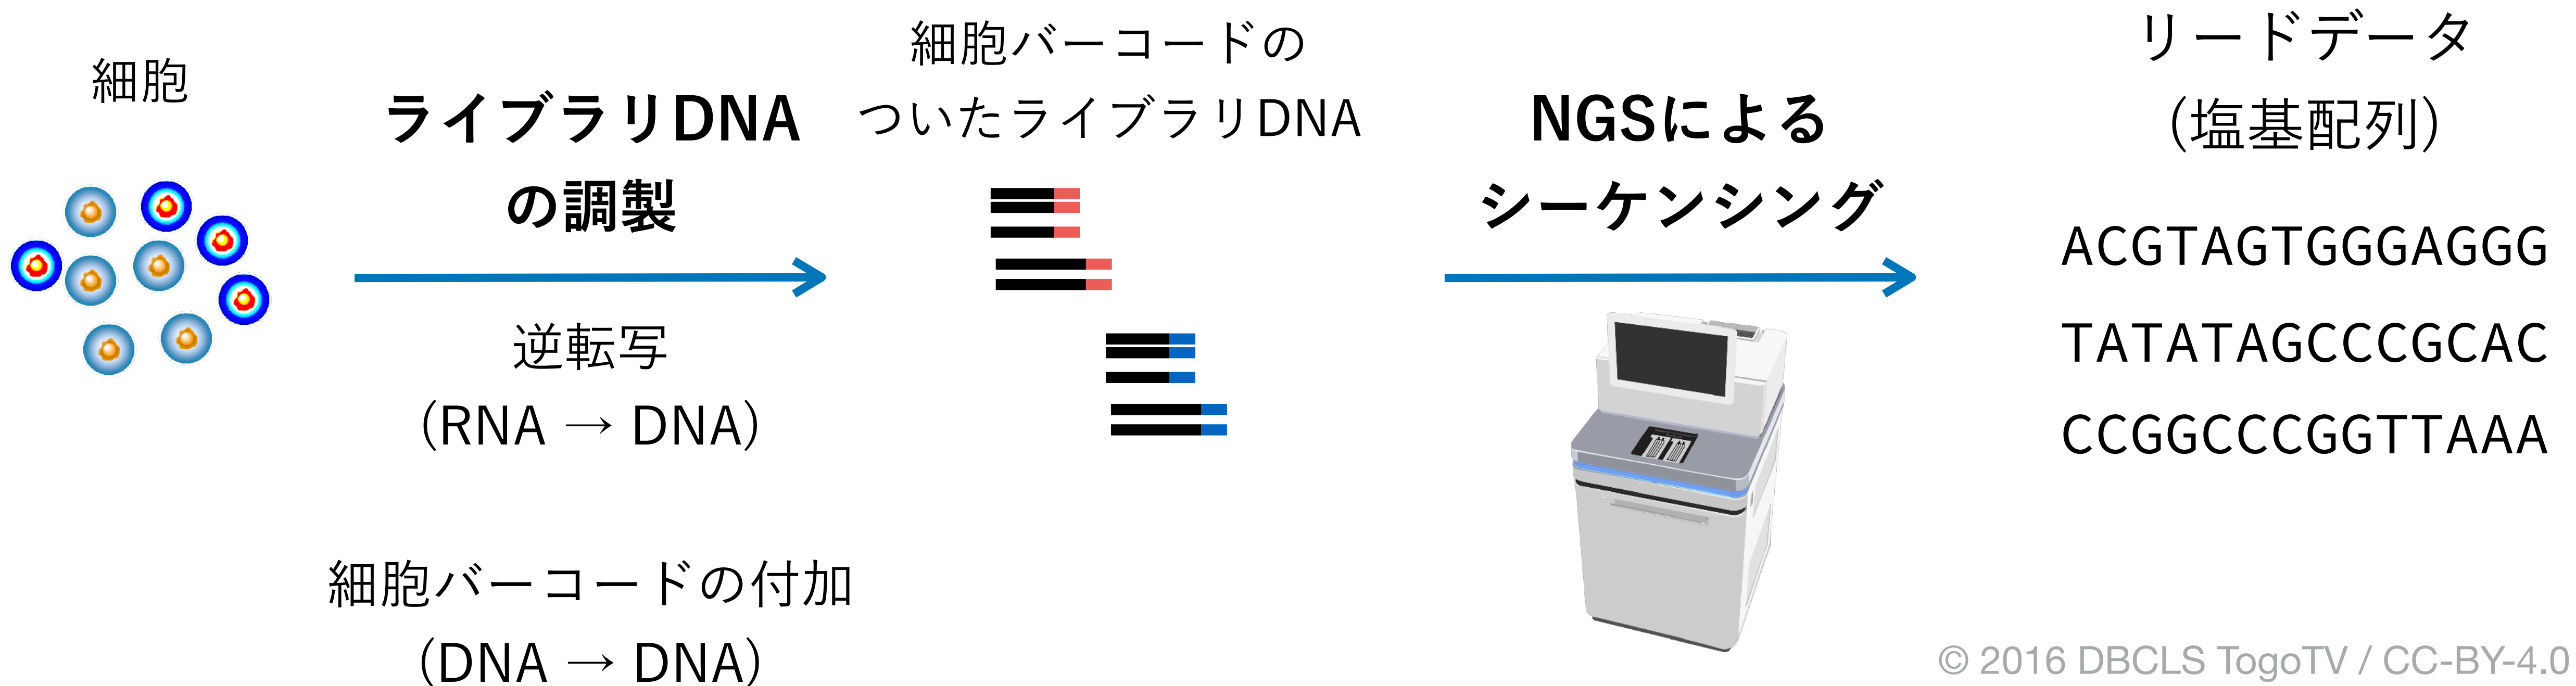 細胞
ライブラリDNA
の調製
逆転写
(RNA → DNA)
細胞バーコードの付加
(DNA → DNA)
細胞バーコードの
ついたライブラリDNA
NGSによる
シーケンシング
リードデータ
(塩基配列)
ACGTAGTGGGAGGG
TATATAGCCCGCAC
CCGGCCCGGTTAAA
© 2016 DBCLS TogoTV / CC-BY-4.0